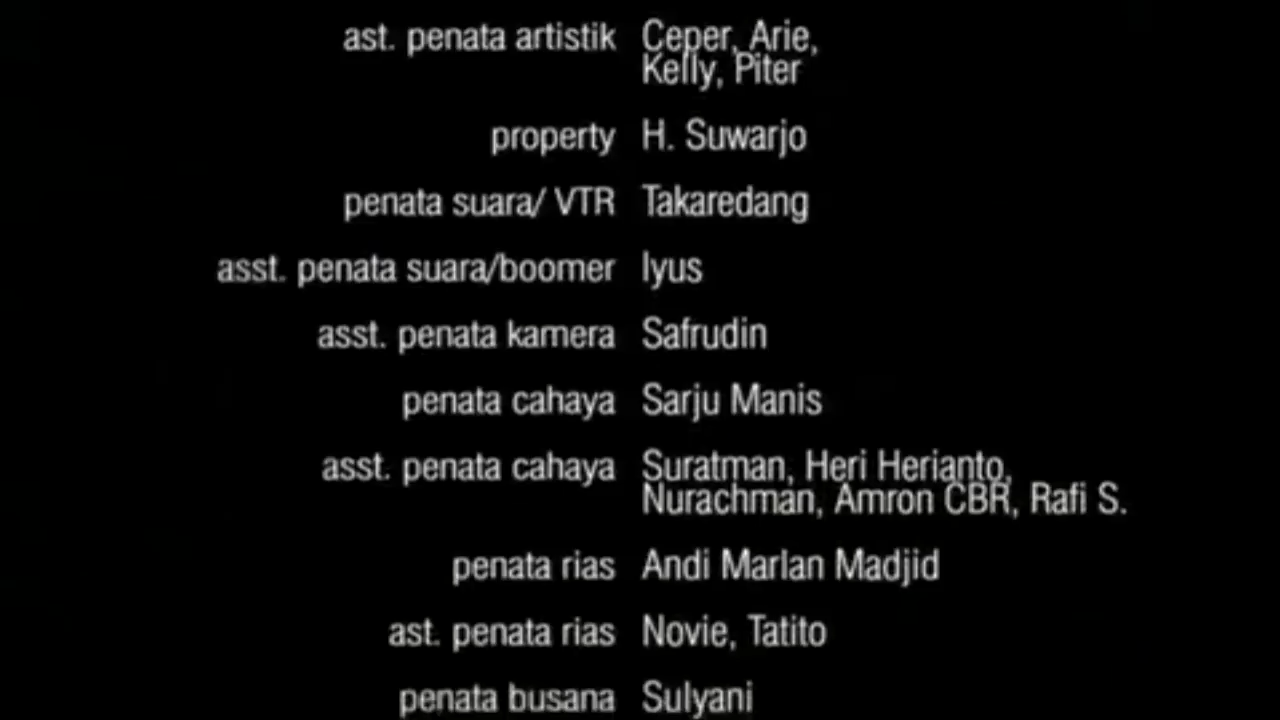 ast. penata artistik Ceper, Arie,
Kelly, Piter
property H. Suwarjo
penata suara/ VTR Takaredang
asst. penata suara/boomer Iyus
asst. penata kamera Safrudin
penata cahaya Sarju Manis
asst. penata cahaya Suratman, Heri Herianto,
Nurachman, Amron CBR, Rafi S.
penata rias Andi Marlan Madjid
ast. penata rias Novie, Tatito
penata busana Sulyani